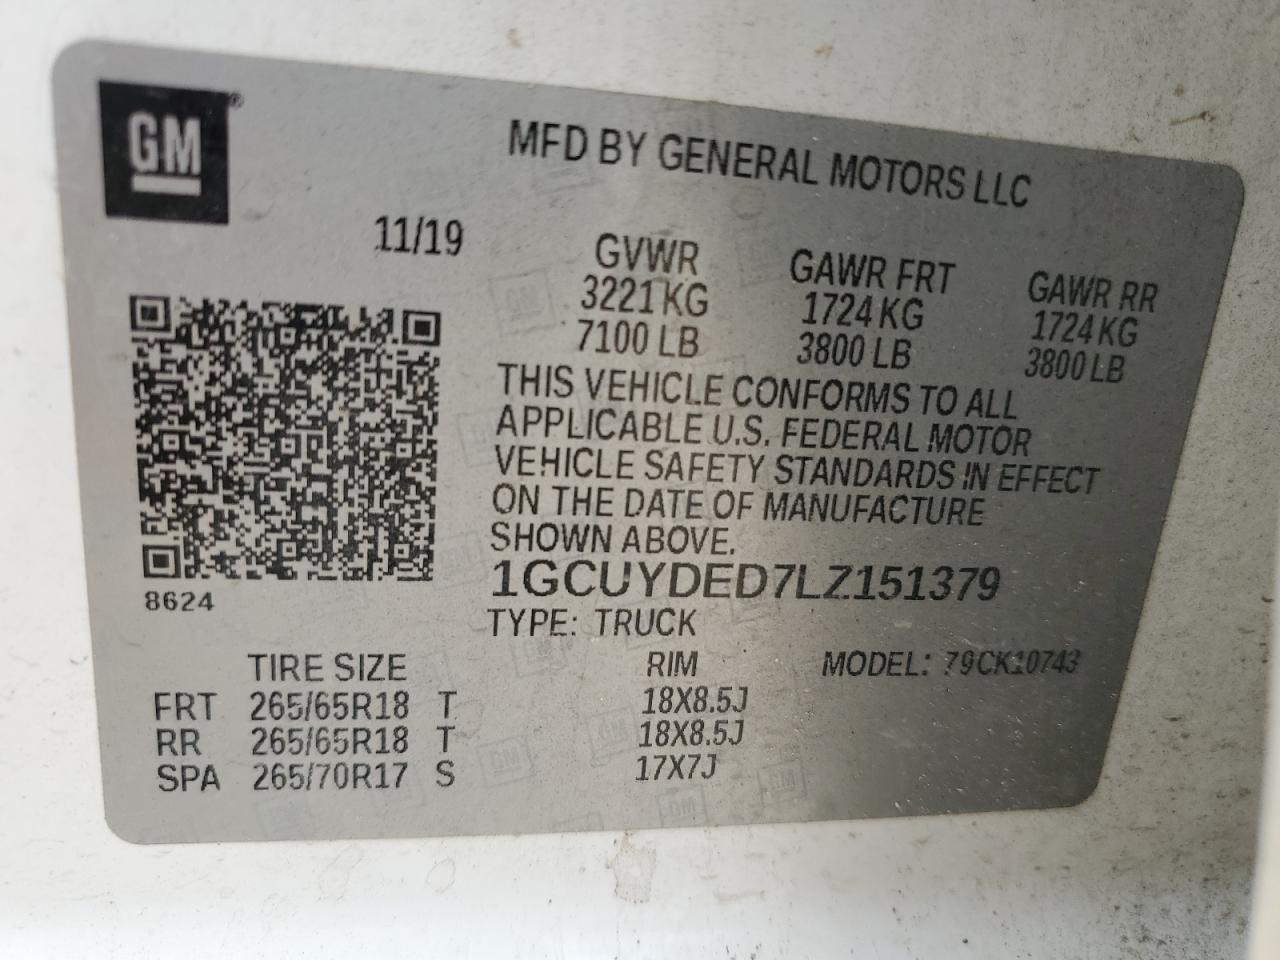 GM
MFD BY GENERAL MOTORS LLC
11/19
GVWR GAWR FRT GAWR RR
3221 KG 1724 KG 1724 KG
7100 LB 3800 LB 3800 LB
THIS VEHICLE CONFORMS TO ALL
APPLICABLE U.S. FEDERAL MOTOR
VEHICLE SAFETY STANDARDS IN EFFECT
ON THE DATE OF MANUFACTURE
SHOWN ABOVE.
1GCUYDED7LZ151379
8624
TYPE: TRUCK
TIRE SIZE RIM MODEL: 79CK10743
FRT 265/65R18 T 18X8.5J
RR 265/65R18 T 18X8.5J
SPA 265/70R17 S 17X7J